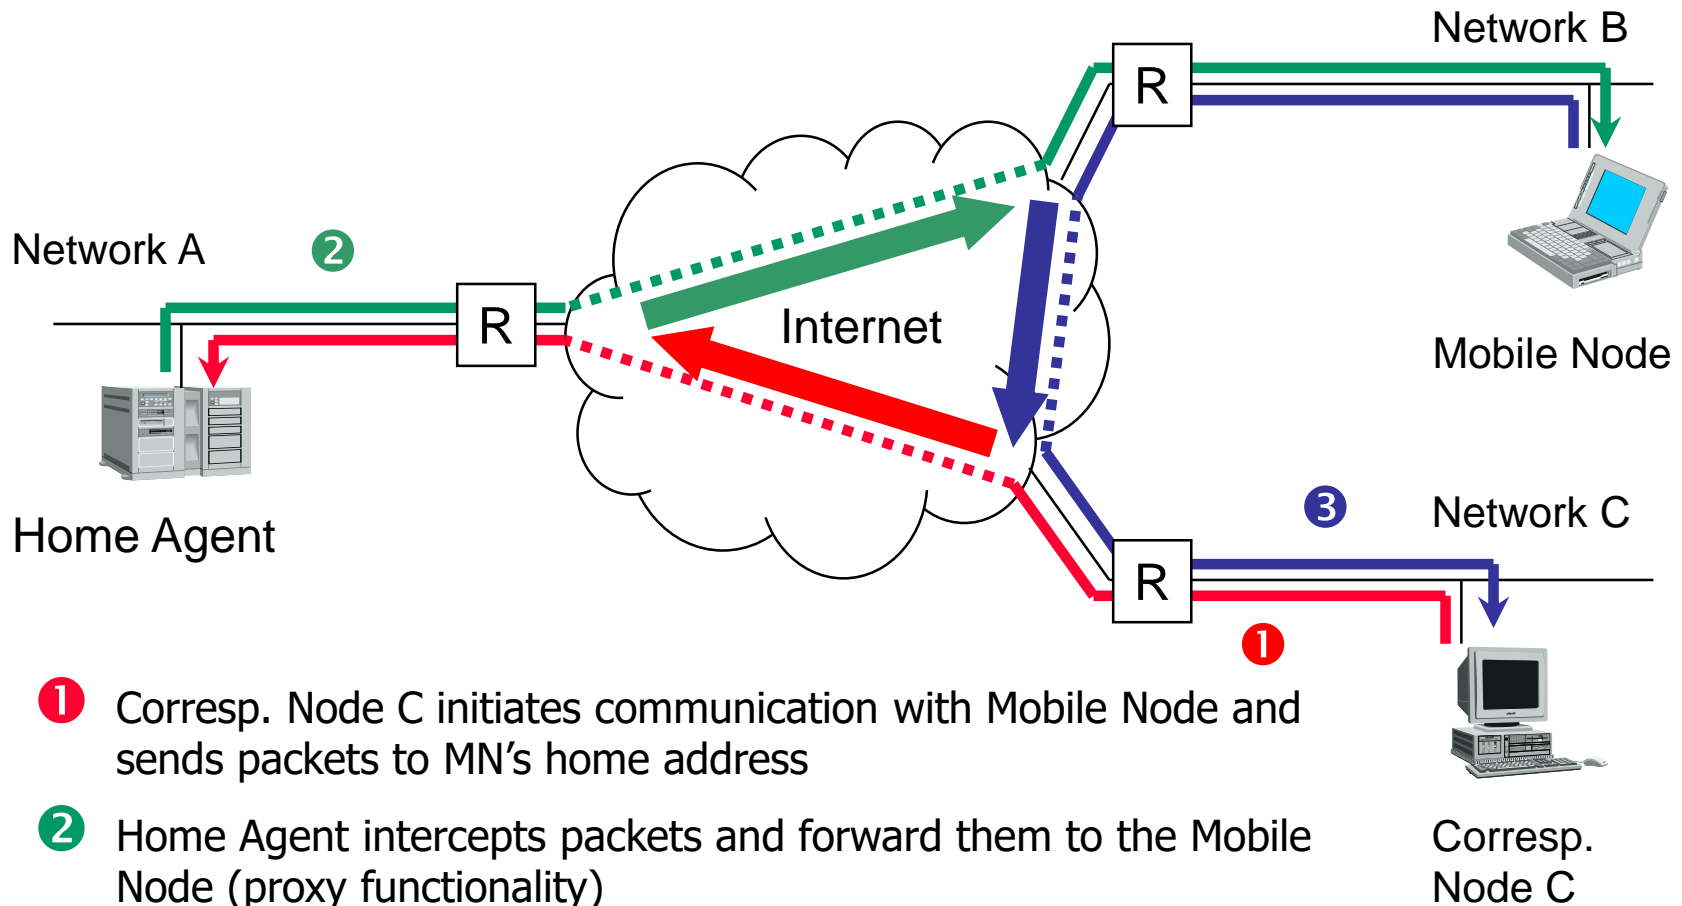 Network B
R
Network A
2
R
Internet
Mobile Node
Home Agent
3
Network C
R
1
1 Corresp. Node C initiates communication with Mobile Node and
sends packets to MN's home address
2 Home Agent intercepts packets and forward them to the Mobile
Node (proxy functionality)
Corresp.
Node C